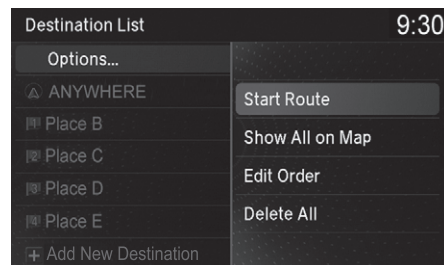 Destination List
9:30
Options...
ANYWHERE
Place B
Place C
Place D
Place E
Add New Destination
Start Route
Show All on Map
Edit Order
Delete All